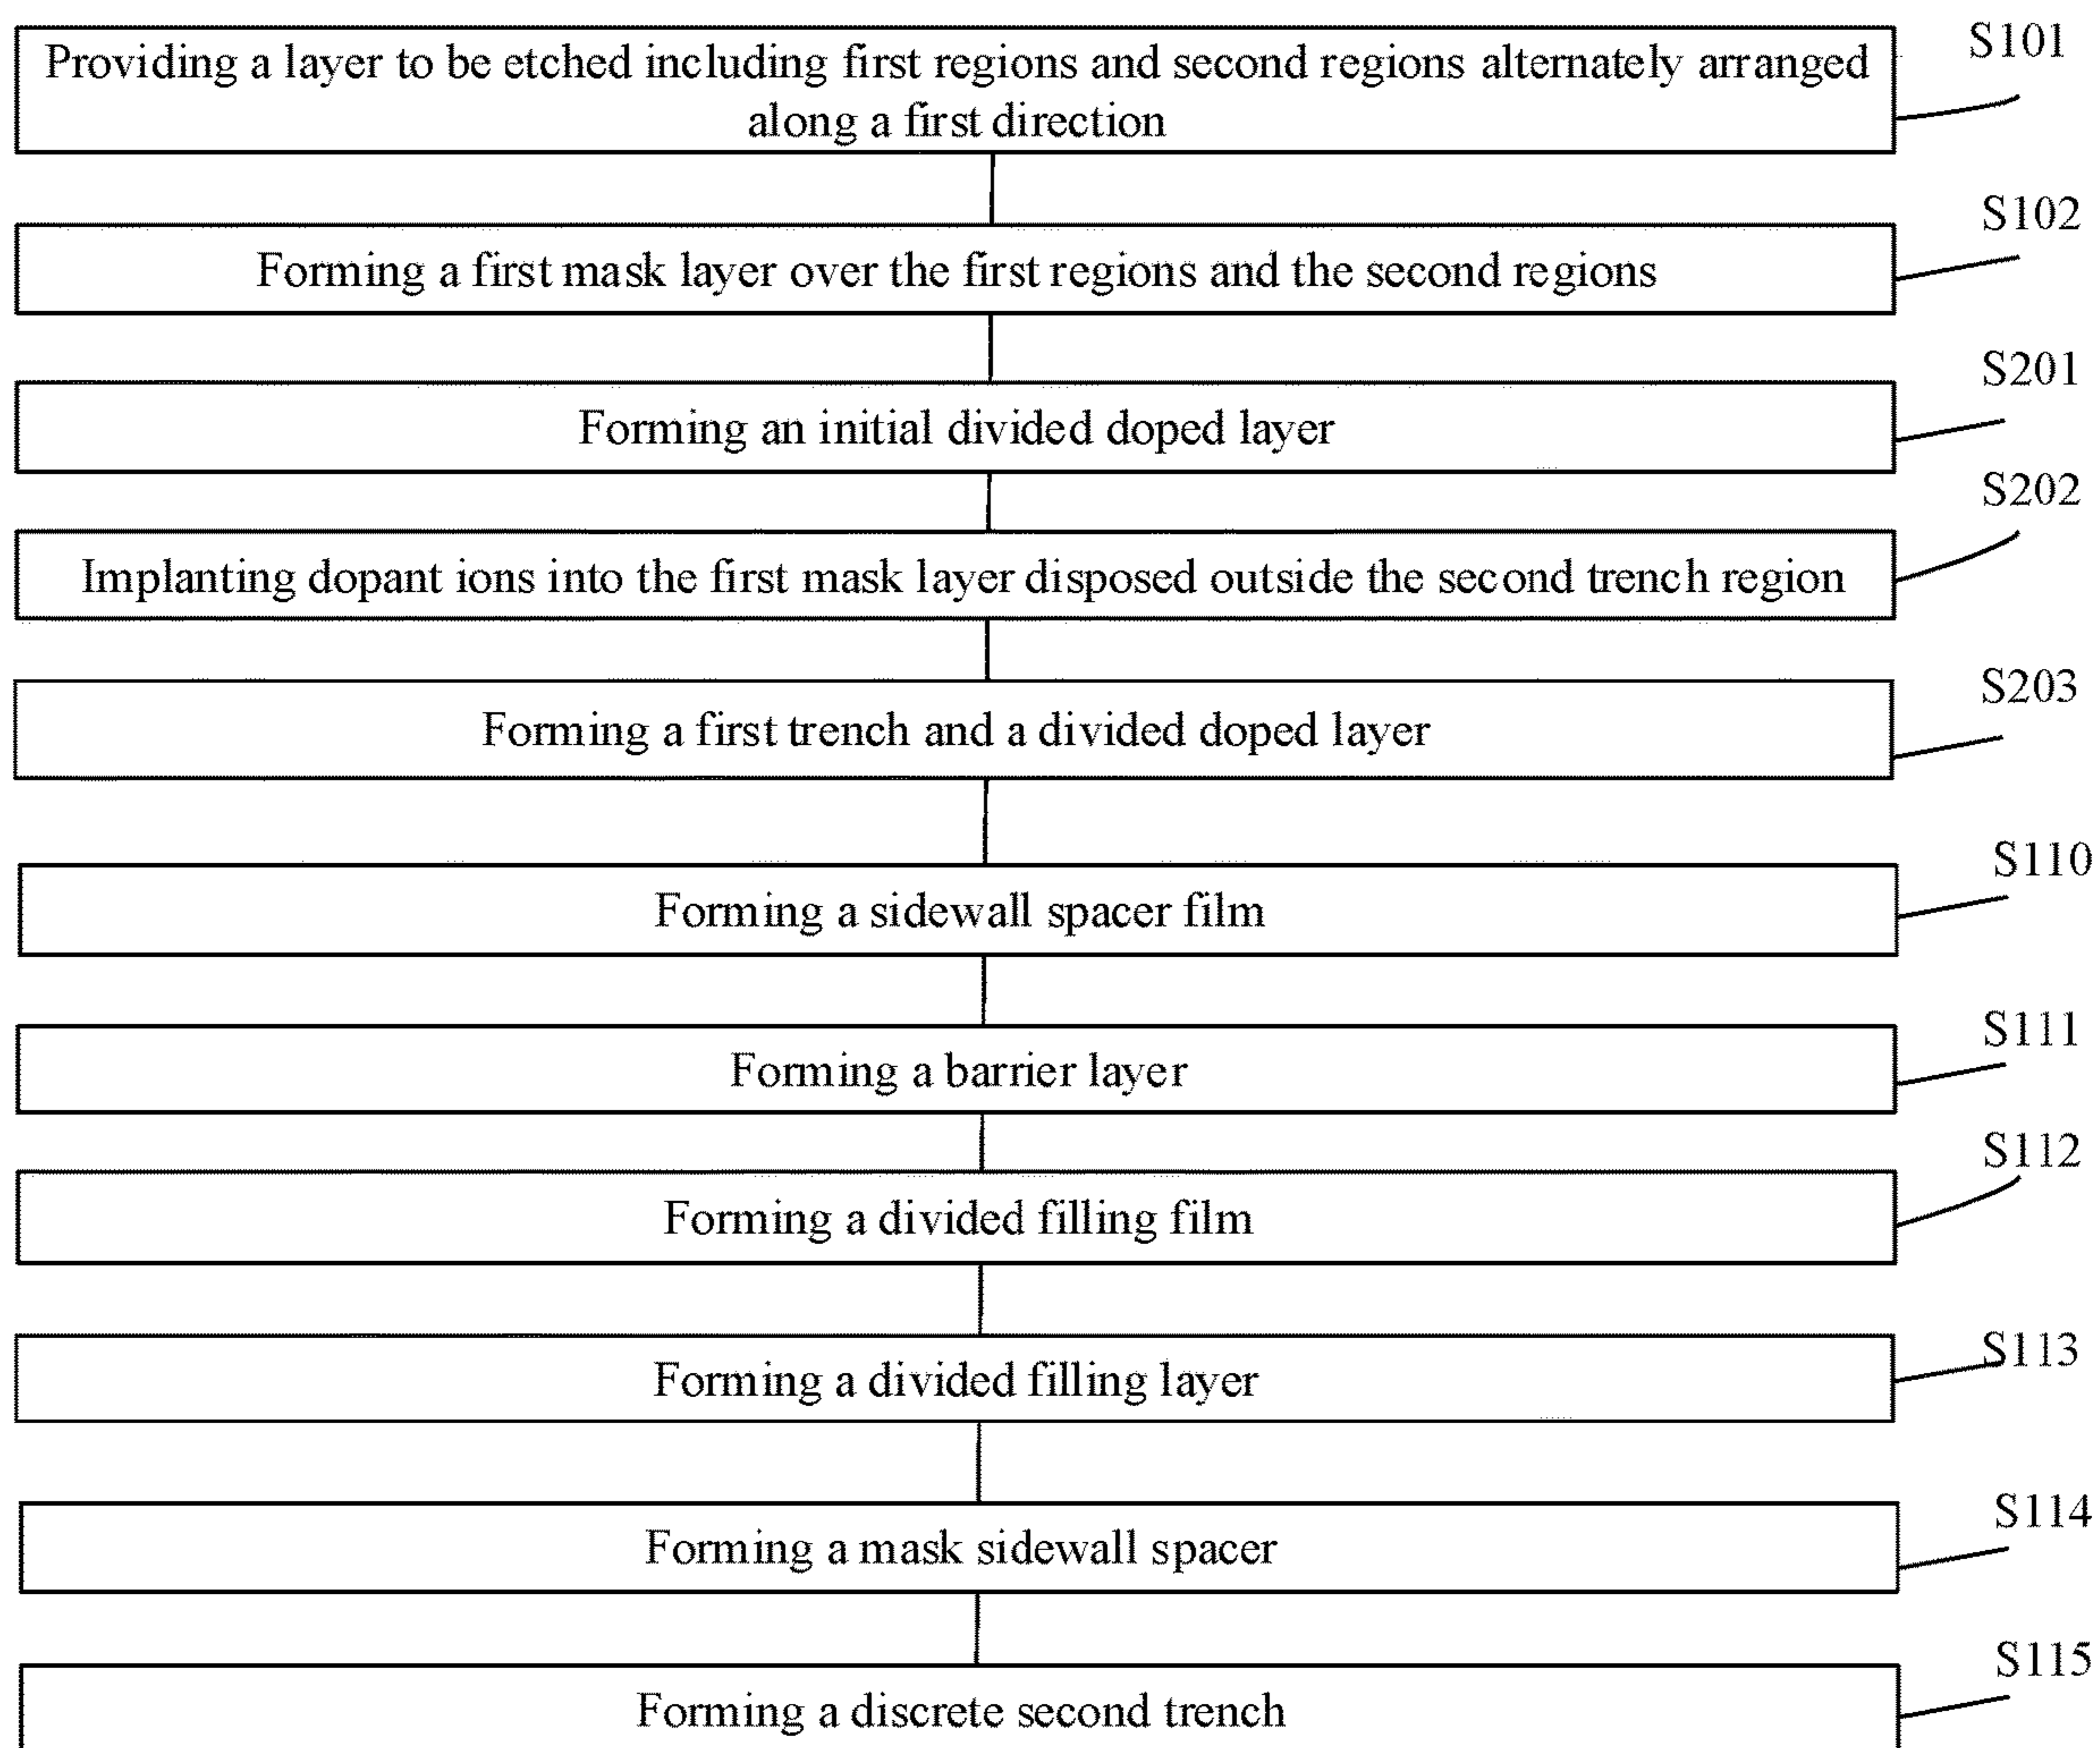 S101
Providing a layer to be etched including first regions and second regions alternately arranged
along a first direction
S102
Forming a first mask layer over the first regions and the second regions
S201
Forming an initial divided doped layer
S202
Implanting dopant ions into the first mask layer disposed outside the second trench region
S203
Forming a first trench and a divided doped layer
S110
Forming a sidewall spacer film
S111
Forming a barrier layer
S112
Forming a divided filling film
S113
Forming a divided filling layer
S114
Forming a mask sidewall spacer
S115
Forming a discrete second trench